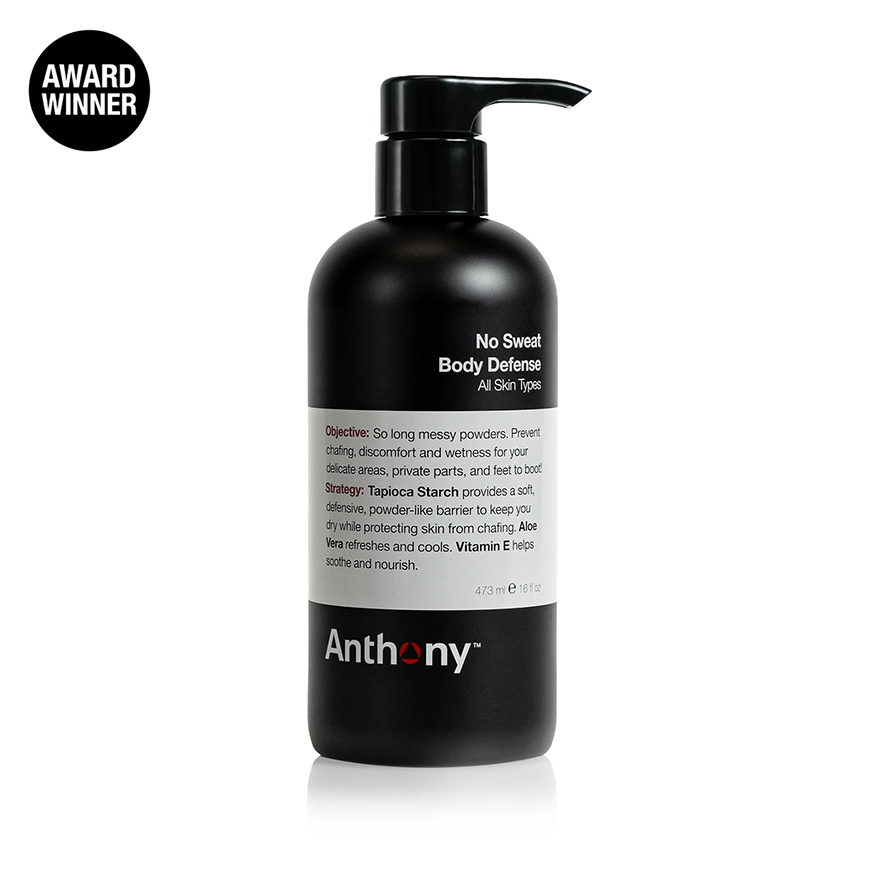 AWARD
WINNER
No Sweat
Body Defense
All Skin Types
Objective: So long messy powders. Prevent
chafing, discomfort and wetness for your
delicate areas, private parts, and feet to boot!
Strategy: Tapioca Starch provides a soft,
defensive, powder-like barrier to keep you
dry while protecting skin from chafing. Aloe
Vera refreshes and cools. Vitamin E helps
soothe and nourish.
473 ml ℮ 16 fl oz
Anthony™